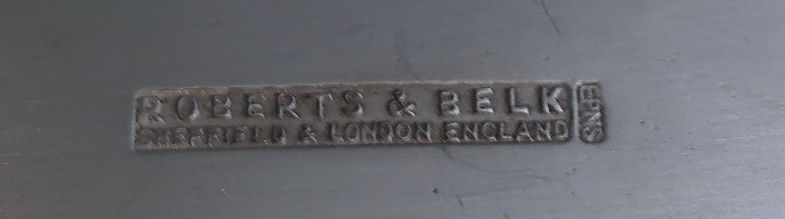 ROBERTS & BELK
SHEFFIELD & LONDON ENGLAND
EPNS